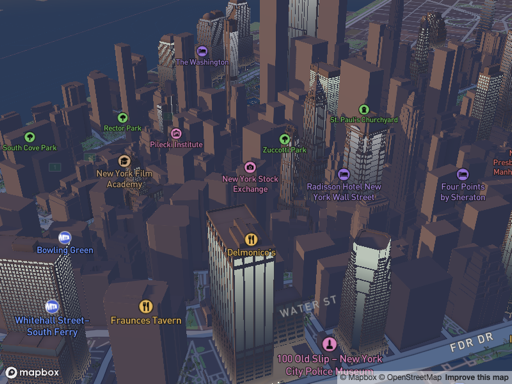 The Washington
St. Paul's Churchyard
Rector Park
Pileckі Institute
Zuccotti Park
South Cove Park
New York Film
Academy
New York Stock
Exchange
Radisson Hotel New
York Wall Street
Four Points
by Sheraton
Bowling Green
Delmonico's
Whitehall Street–
South Ferry
Fraunces Tavern
WATER ST
FDR DR
100 Old Slip – New York
City Police Museum
mapbox
© Mapbox © OpenStreetMap Improve this map